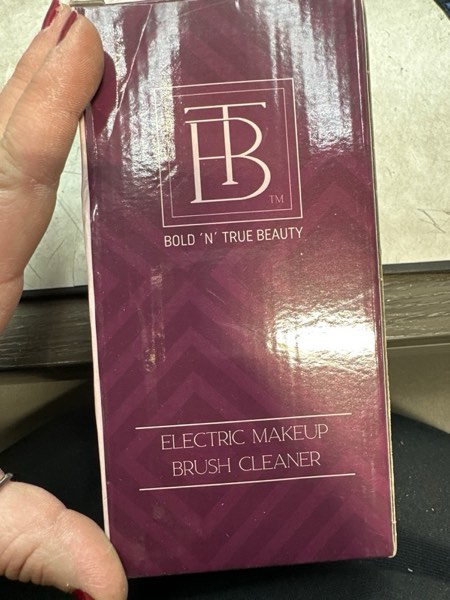 TB
TM
BOLD 'N' TRUE BEAUTY
ELECTRIC MAKEUP
BRUSH CLEANER